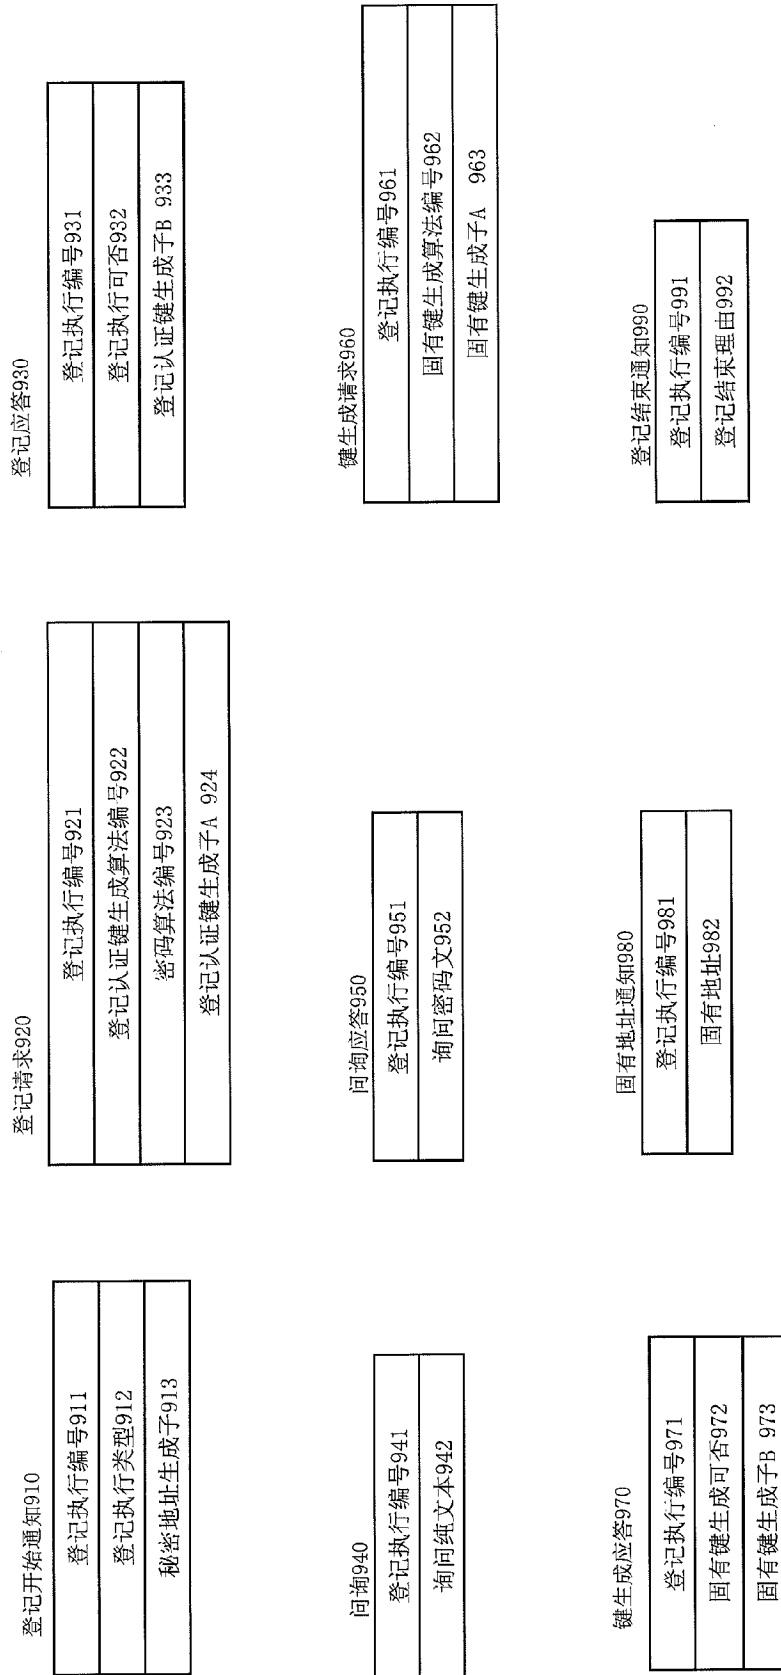 登记开始通知910
登记执行编号911
登记执行类型912
秘密地址生成子913
登记请求920
登记执行编号921
登记认证键生成算法编号922
密码算法编号923
登记认证键生成子A 924
登记应答930
登记执行编号931
登记执行可否932
登记认证键生成子B 933
问询940
登记执行编号941
询问纯文本942
问询应答950
登记执行编号951
询问密码文952
键生成请求960
登记执行编号961
固有键生成算法编号962
固有键生成子A 963
键生成应答970
登记执行编号971
固有键生成可否972
固有键生成子B 973
固有地址通知980
登记执行编号981
固有地址982
登记结束通知990
登记执行编号991
登记结束理由992